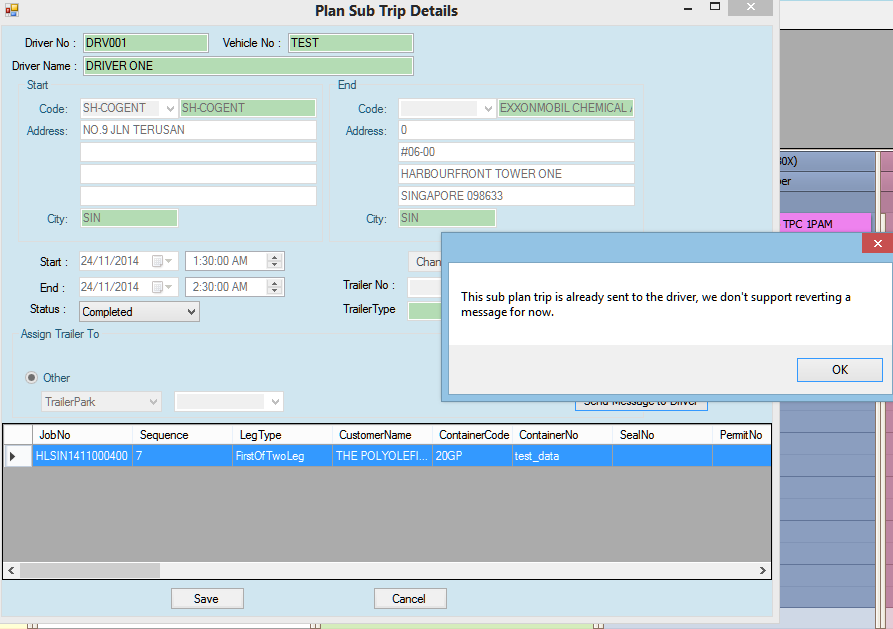 Plan Sub Trip Details
Driver No : DRV001 Vehicle No : TEST
Driver Name : DRIVER ONE
Start
Code: SH-COGENT SH-COGENT
Address: NO.9 JLN TERUSAN
City: SIN
End
Code: EXXONMOBIL CHEMICAL
Address: 0
#06-00
HARBOURFRONT TOWER ONE
SINGAPORE 098633
City: SIN
Start : 24/11/2014 1:30:00 AM
End : 24/11/2014 2:30:00 AM
Status : Completed
Chan
Trailer No :
TrailerType
Assign Trailer To
Other
TrailerPark
Send Message to Driver
TPC 1PAM
This sub plan trip is already sent to the driver, we don't support reverting a
message for now.
OK
JobNo Sequence LegType CustomerName ContainerCode ContainerNo SealNo PermitNo
HLSIN1411000400 7 FirstOfTwoLeg THE POLYOLEFI... 20GP test_data
Save Cancel